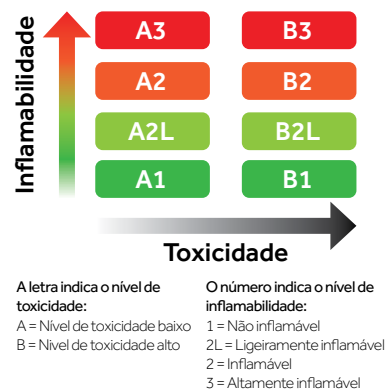 Inflamabilidade
A3 B3
A2 B2
A2L B2L
A1 B1
Toxicidade
A letra indica o nível de
toxicidade:
A = Nível de toxicidade baixo
B = Nivel de toxicidade alto
O número indica o nível de
inflamabilidade:
1 = Não inflamável
2L = Ligeiramente inflamável
2 = Inflamável
3 = Altamente inflamável